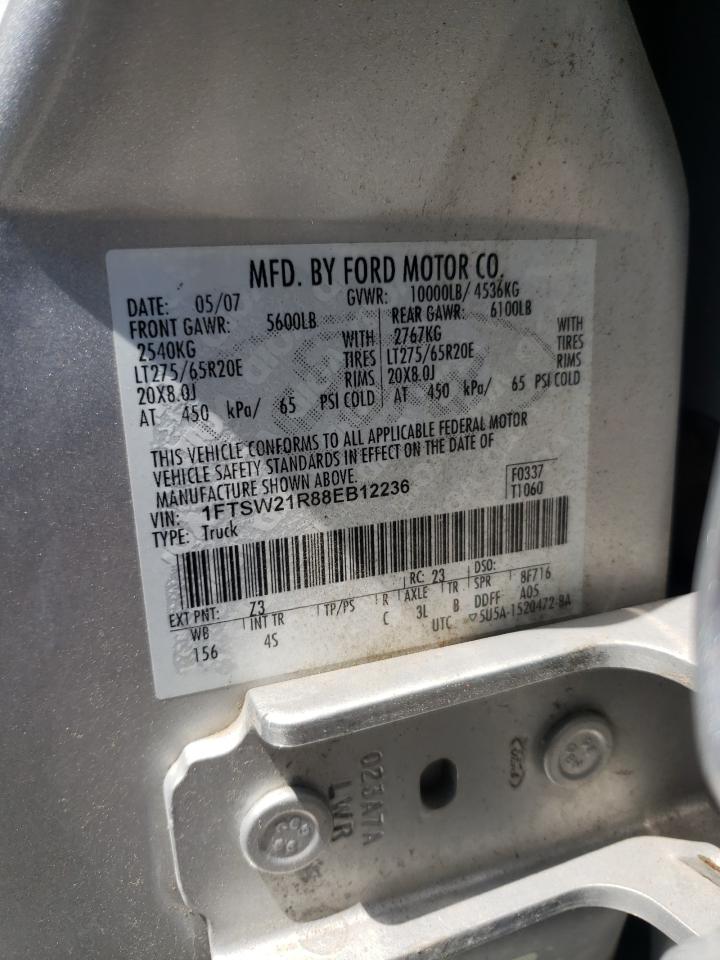 MFD. BY FORD MOTOR CO.
DATE: 05/07 GVWR: 10000LB/ 4536KG
FRONT GAWR: 5600LB REAR GAWR: 6100LB
2540KG WITH 2767KG WITH
LT275/65R20E TIRES LT275/65R20E TIRES
20X8.0J RIMS 20X8.0J RIMS
AT 450 kPa/ 65 PSI COLD AT 450 kPa/ 65 PSI COLD
THIS VEHICLE CONFORMS TO ALL APPLICABLE FEDERAL MOTOR
VEHICLE SAFETY STANDARDS IN EFFECT ON THE DATE OF
MANUFACTURE SHOWN ABOVE.
VIN: 1FTSW21R88EB12236 F0337
TYPE: Truck T1060
EXT PNT: Z3 RC: 23 DSO:
WB INT TR TP/PS R AXLE TR SPR 8F716
156 4S C 3L B DDFF A05
UTC ▽5U5A-1520472-BA
023A7A
LWR